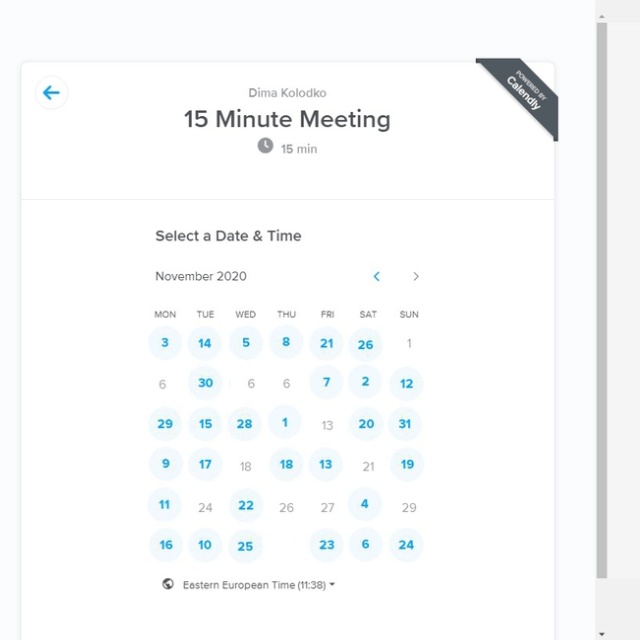 POWERED BY
Calendly
Dima Kolodko
15 Minute Meeting
15 min
Select a Date & Time
November 2020
MON TUE WED THU FRI SAT SUN
3 14 5 8 21 26 1
6 30 6 6 7 2 12
29 15 28 1 13 20 31
9 17 18 18 13 21 19
11 24 22 26 27 4 29
16 10 25 23 6 24
Eastern European Time (11:38)